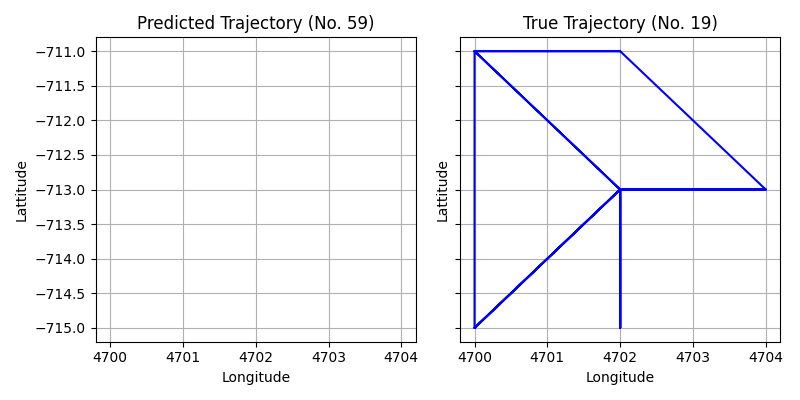 Predicted Trajectory (No. 59)
True Trajectory (No. 19)
−711.0
−711.5
−712.0
−712.5
−713.0
−713.5
−714.0
−714.5
−715.0
Lattitude
Lattitude
4700 4701 4702 4703 4704
4700 4701 4702 4703 4704
Longitude
Longitude